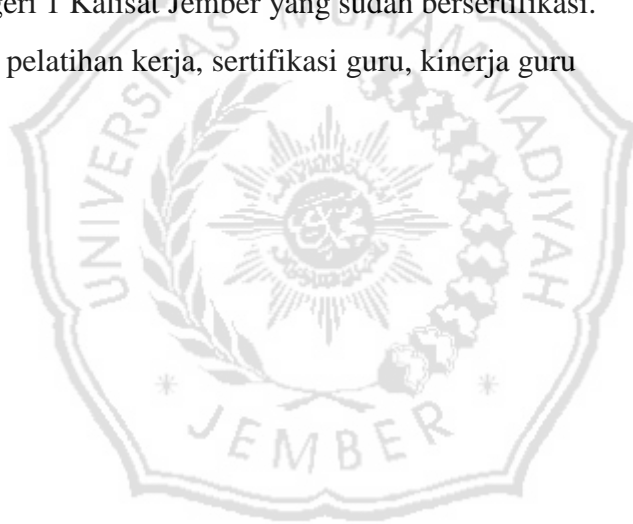 geri 1 Kalisat Jember yang sudah bersertifikasi.
pelatihan kerja, sertifikasi guru, kinerja guru
UNIVERSITAS MUHAMMADIYAH
* JEMBER *